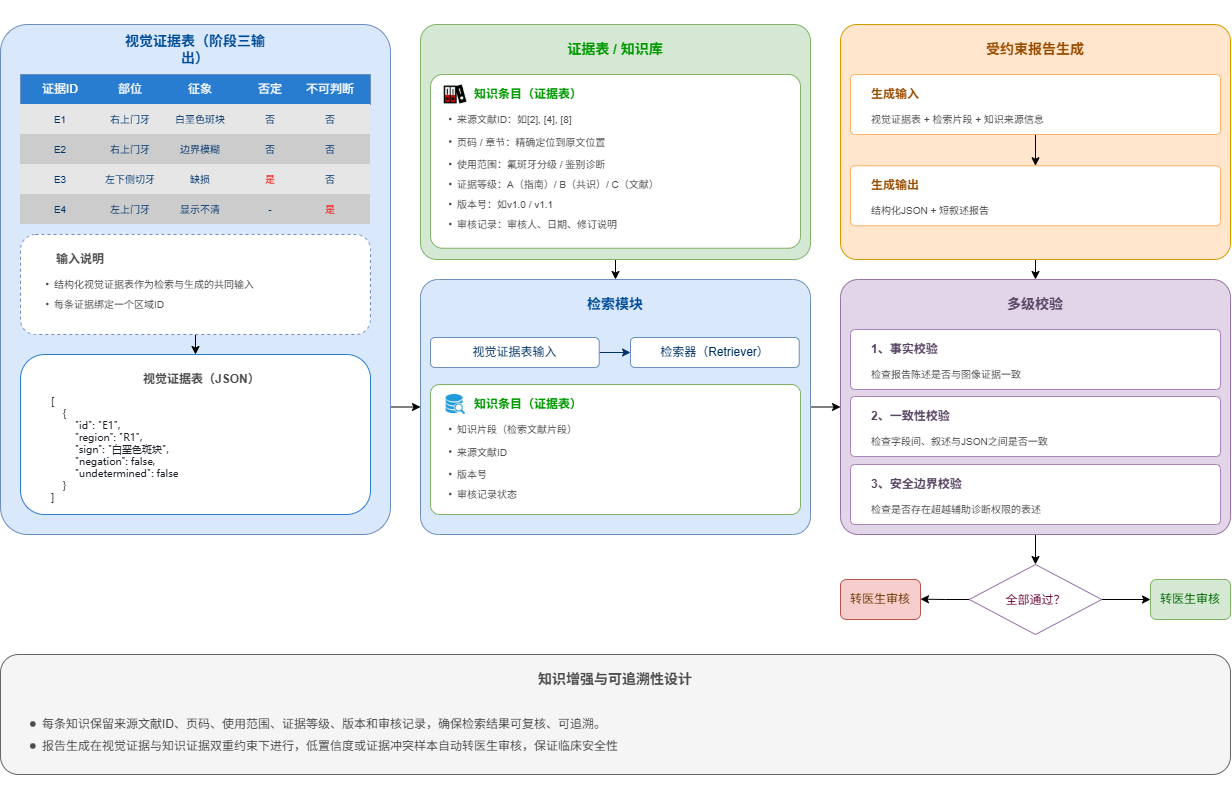 视觉证据表（阶段三输
出）
证据ID 部位 征象 否定 不可判断
E1 右上门牙 白垩色斑块 否 否
E2 右上门牙 边界模糊 否 否
E3 左下侧切牙 缺损 是 否
E4 左上门牙 显示不清 - 是
输入说明
• 结构化视觉证据表作为检索与生成的共同输入
• 每条证据绑定一个区域ID
视觉证据表（JSON）
[
{
"id": "E1",
"region": "R1",
"sign": "白垩色斑块",
"negation": false,
"undetermined": false
}
]
证据表 / 知识库
知识条目（证据表）
• 来源文献ID：如[2], [4], [8]
• 页码 / 章节：精确定位到原文位置
• 使用范围：氟斑牙分级 / 鉴别诊断
• 证据等级：A（指南）/ B（共识）/ C（文献）
• 版本号：如v1.0 / v1.1
• 审核记录：审核人、日期、修订说明
检索模块
视觉证据表输入
检索器（Retriever）
知识条目（证据表）
• 知识片段（检索文献片段）
• 来源文献ID
• 版本号
• 审核记录状态
受约束报告生成
生成输入
视觉证据表 + 检索片段 + 知识来源信息
生成输出
结构化JSON + 短叙述报告
多级校验
1、事实校验
检查报告陈述是否与图像证据一致
2、一致性校验
检查字段间、叙述与JSON之间是否一致
3、安全边界校验
检查是否存在超越辅助诊断权限的表述
转医生审核
全部通过？
转医生审核
知识增强与可追溯性设计
● 每条知识保留来源文献ID、页码、使用范围、证据等级、版本和审核记录，确保检索结果可复核、可追溯。
● 报告生成在视觉证据与知识证据双重约束下进行，低置信度或证据冲突样本自动转医生审核，保证临床安全性